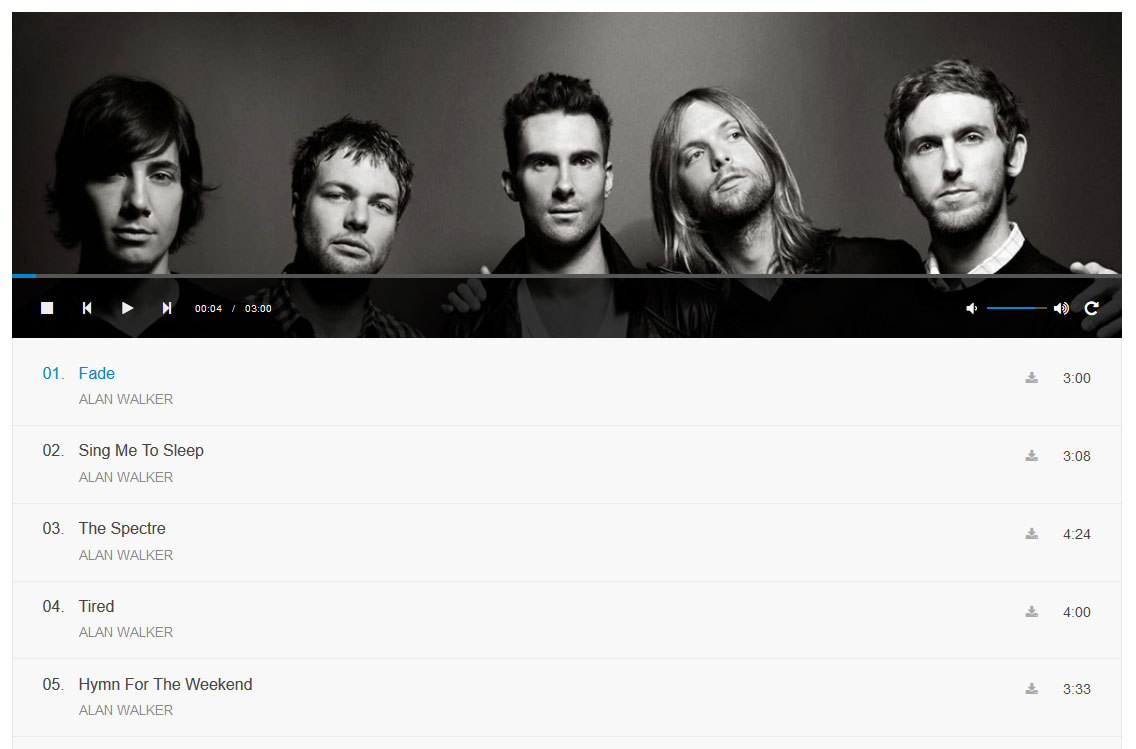 00:04 / 03:00
01. Fade 3:00
ALAN WALKER
02. Sing Me To Sleep 3:08
ALAN WALKER
03. The Spectre 4:24
ALAN WALKER
04. Tired 4:00
ALAN WALKER
05. Hymn For The Weekend 3:33
ALAN WALKER